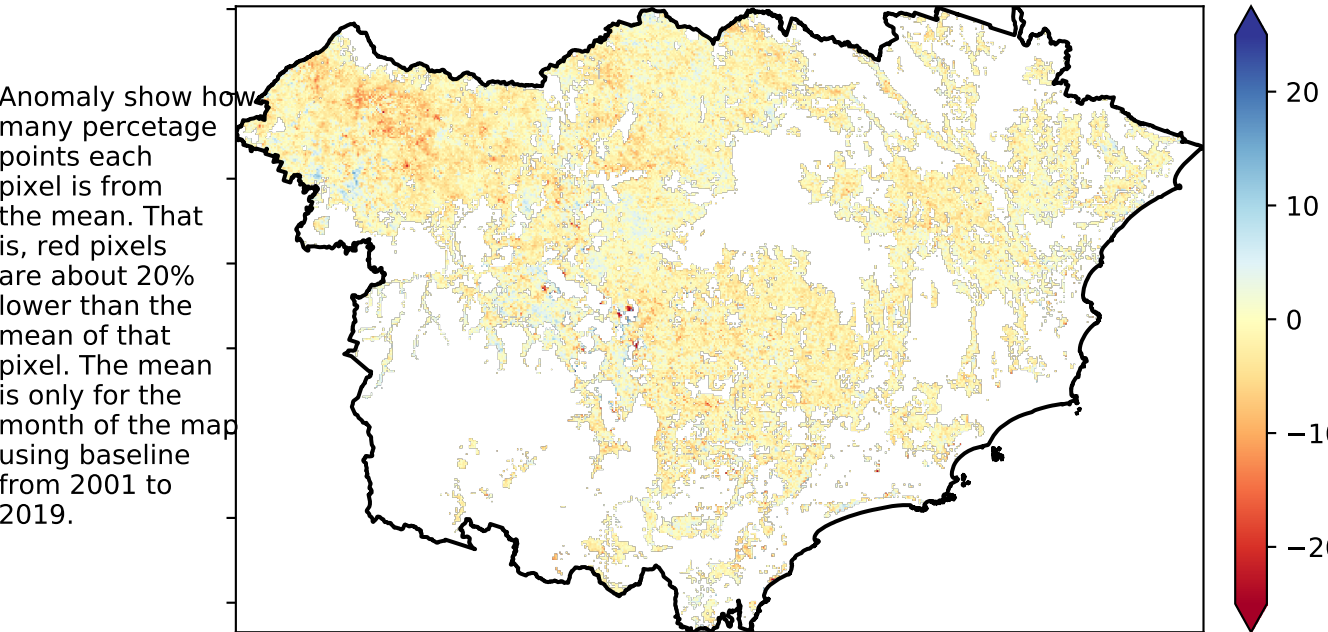 Anomaly show how
many percetage
points each
pixel is from
the mean. That
is, red pixels
are about 20%
lower than the
mean of that
pixel. The mean
is only for the
month of the map
using baseline
from 2001 to
2019.
20
10
0
−10
−20